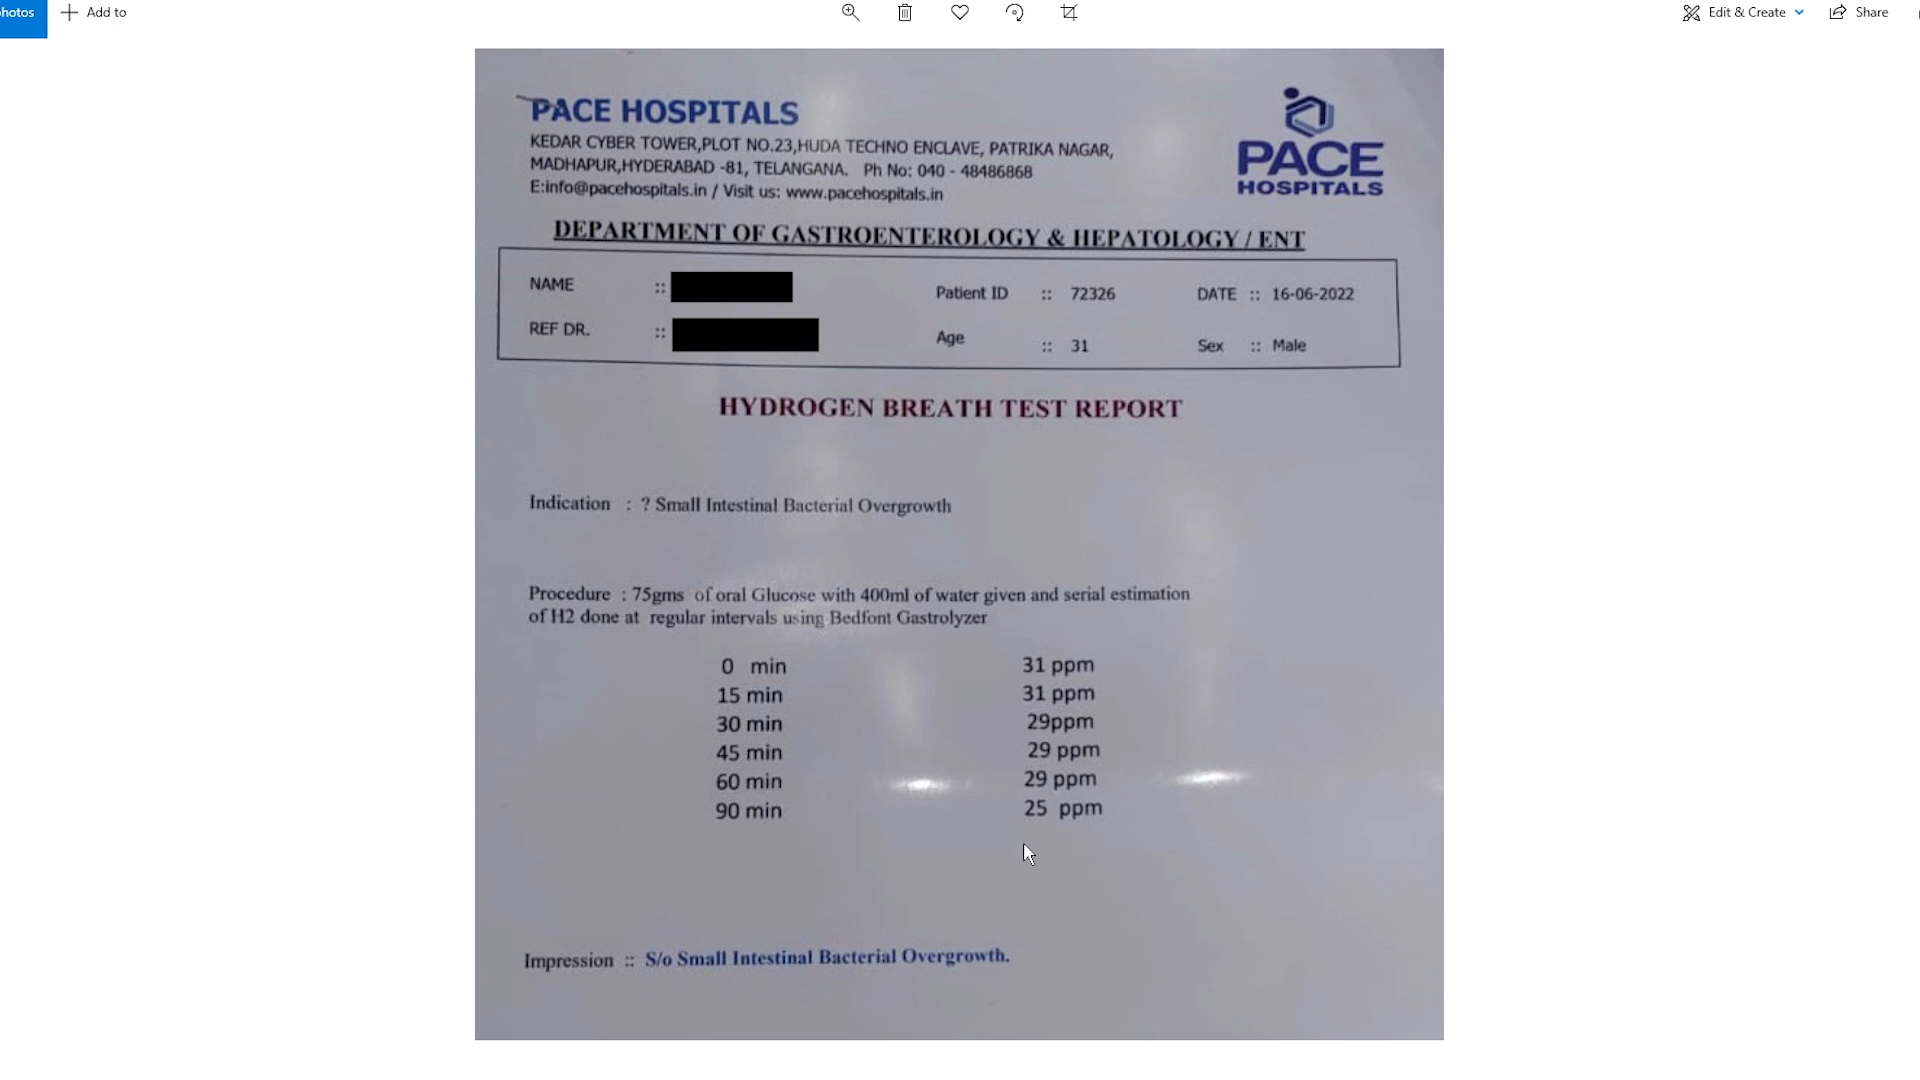 hotos
Add to
Edit & Create
Share
PACE HOSPITALS
KEDAR CYBER TOWER,PLOT NO.23,HUDA TECHNO ENCLAVE, PATRIKA NAGAR,
MADHAPUR,HYDERABAD -81, TELANGANA. Ph No: 040 - 48486868
E:info@pacehospitals.in / Visit us: www.pacehospitals.in
PACE
HOSPITALS
DEPARTMENT OF GASTROENTEROLOGY & HEPATOLOGY / ENT
NAME :: Patient ID :: 72326 DATE :: 16-06-2022
REF DR. :: Age :: 31 Sex :: Male
HYDROGEN BREATH TEST REPORT
Indication : ? Small Intestinal Bacterial Overgrowth
Procedure : 75gms of oral Glucose with 400ml of water given and serial estimation
of H2 done at regular intervals using Bedfont Gastrolyzer
0 min 31 ppm
15 min 31 ppm
30 min 29ppm
45 min 29 ppm
60 min 29 ppm
90 min 25 ppm
Impression :: S/o Small Intestinal Bacterial Overgrowth.